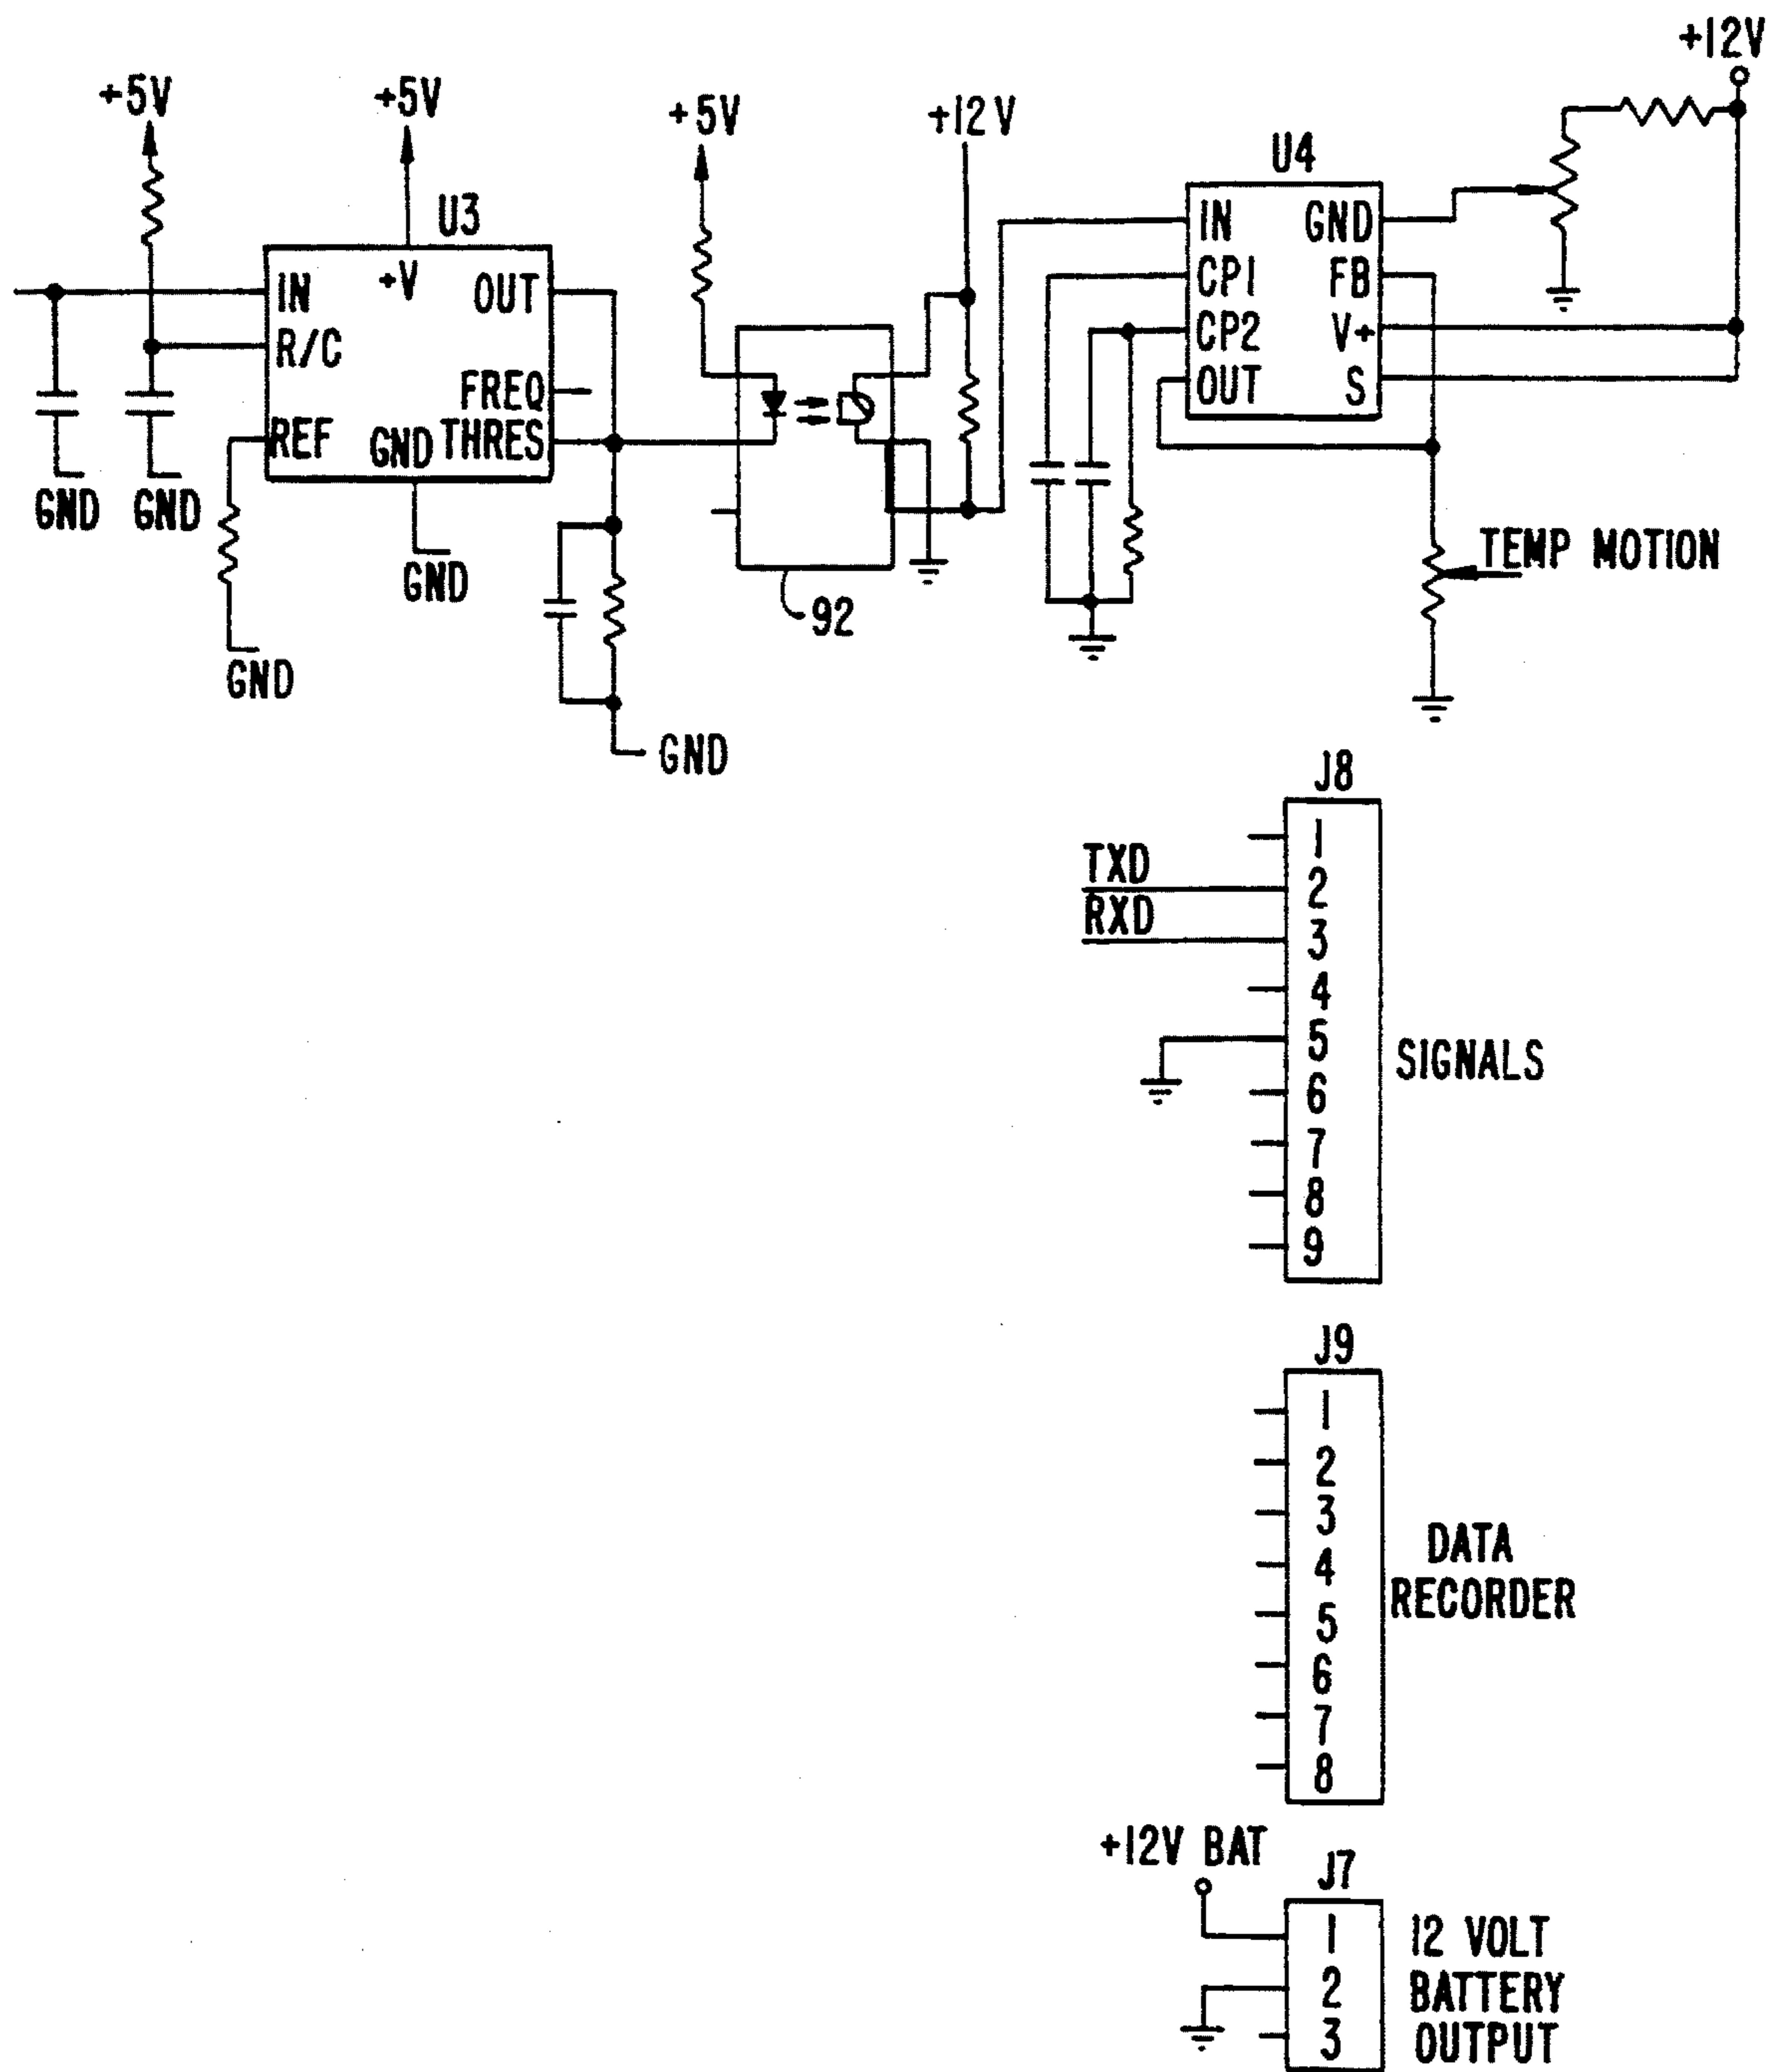 +5V
+5V
+5V
+12V
+12V
U3
U4
IN
+V
OUT
R/C
FREQ
REF
GND
THRES
IN
GND
CP1
FB
CP2
V+
OUT
S
GND
GND
GND
GND
GND
92
TEMP MOTION
J8
1
TXD
2
RXD
3
4
5
SIGNALS
6
7
8
9
J9
1
2
3
4
DATA
RECORDER
5
6
7
8
+12V BAT
J7
1
12 VOLT
2
BATTERY
3
OUTPUT